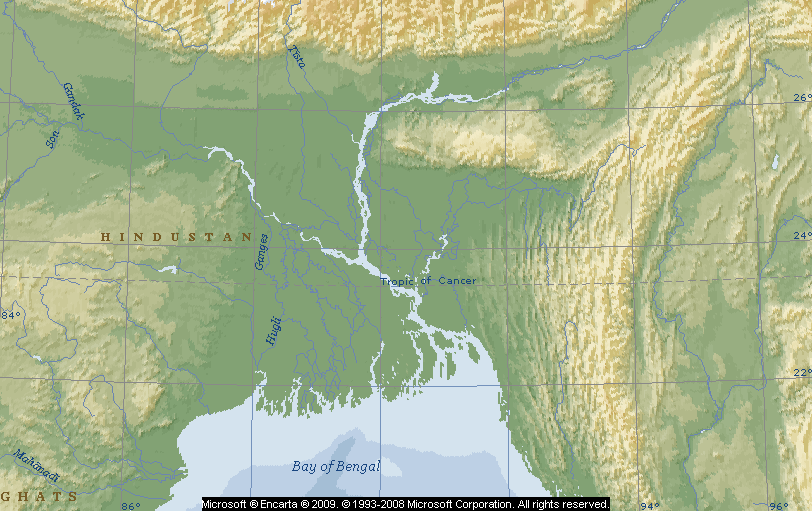 Tista
Gandak
Son
26°
HINDUSTAN
Ganges
24°
Tropic of Cancer
84°
Hugli
22°
Mahānadī
Bay of Bengal
GHATS
86°
Microsoft ® Encarta ® 2009. © 1993-2008 Microsoft Corporation. All rights reserved.
94°
96°